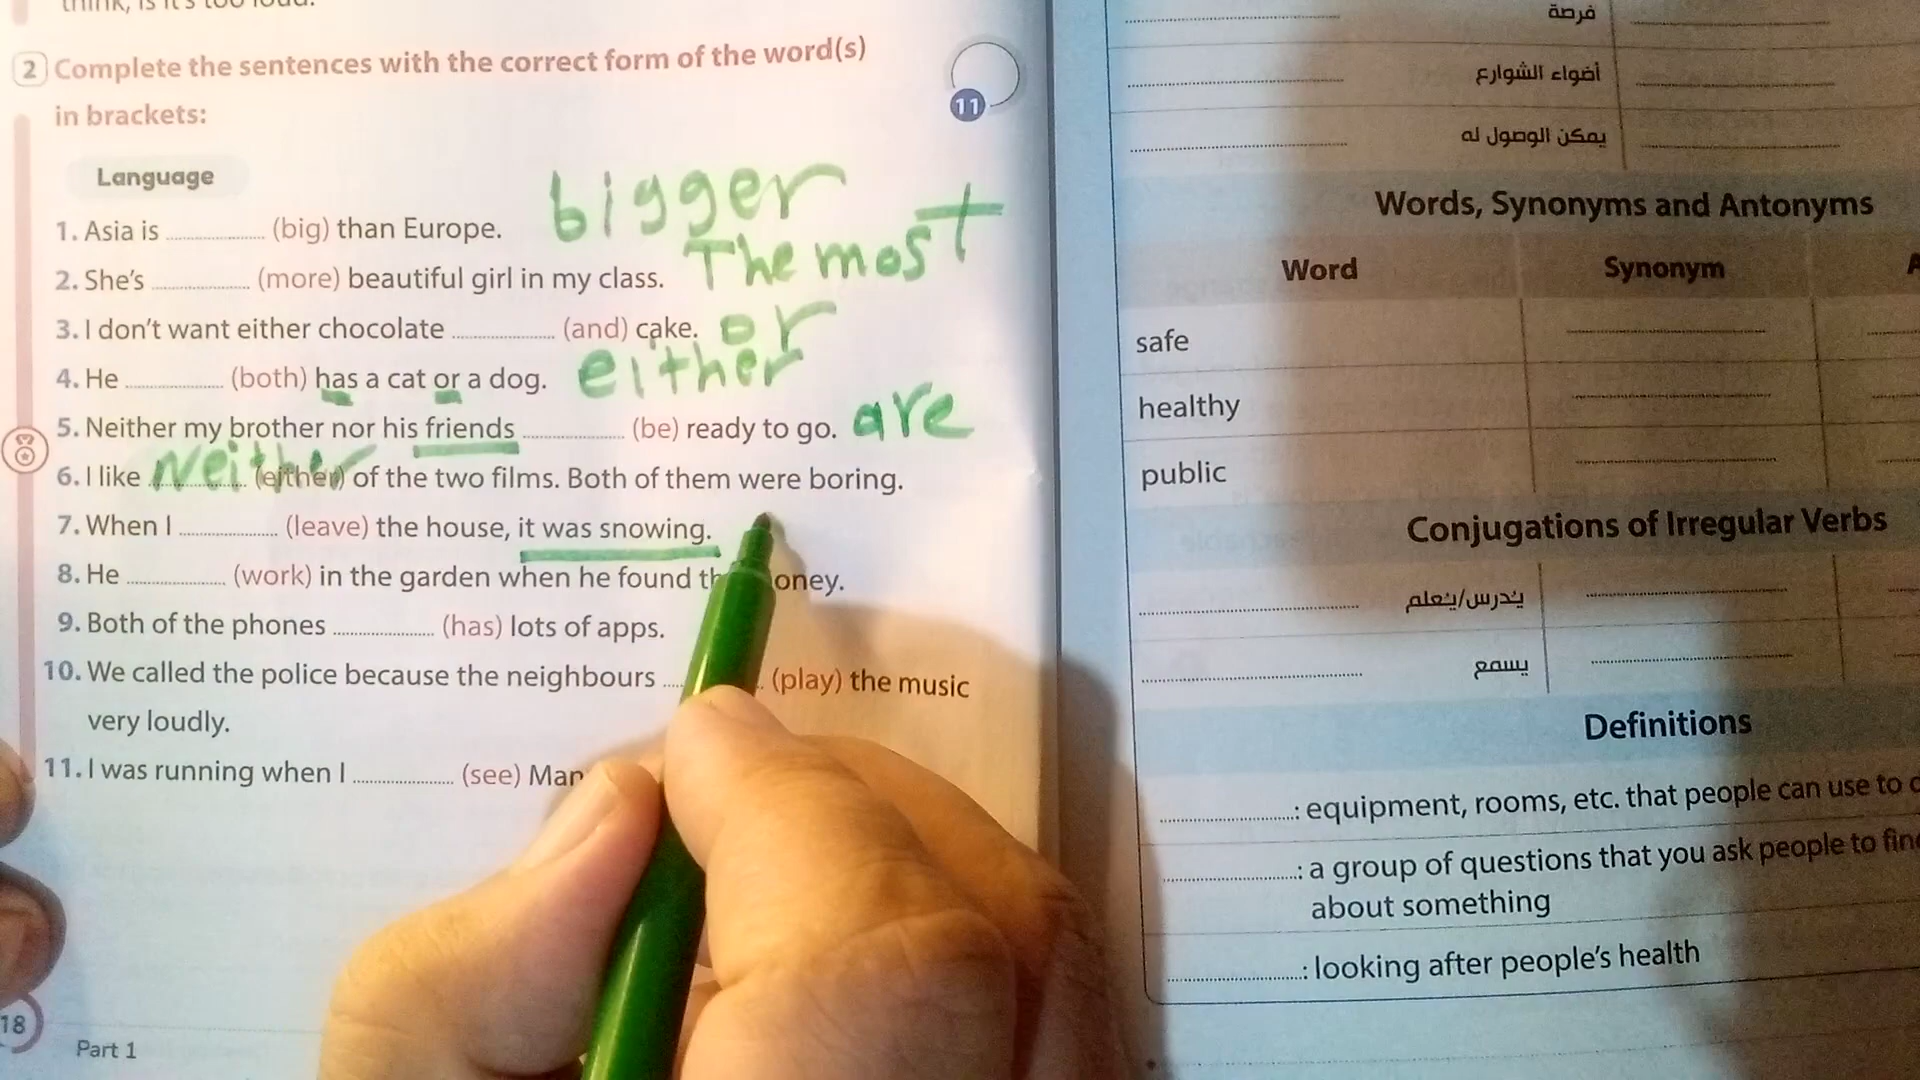 think, is it's too loud.
2 Complete the sentences with the correct form of the word(s)
in brackets:
11
Language
1. Asia is .................. (big) than Europe. bigger
2. She's .................. (more) beautiful girl in my class. The most
3. I don't want either chocolate .................. (and) cake. or
4. He .................. (both) has a cat or a dog. either
5. Neither my brother nor his friends .................. (be) ready to go. are
6. I like Neither (either) of the two films. Both of them were boring.
7. When I .................. (leave) the house, it was snowing.
8. He .................. (work) in the garden when he found oney.
9. Both of the phones .................. (has) lots of apps.
10. We called the police because the neighbours .... (play) the music
very loudly.
11. I was running when I .................. (see) Man
18
Part 1
فرصة
أضواء الشوارع
يمكن الوصول له
Words, Synonyms and Antonyms
Word Synonym A
safe
healthy
public
Conjugations of Irregular Verbs
يدرس/يتعلم
يسمع
Definitions
..................: equipment, rooms, etc. that people can use to
..................: a group of questions that you ask people to fin
about something
..................: looking after people's health